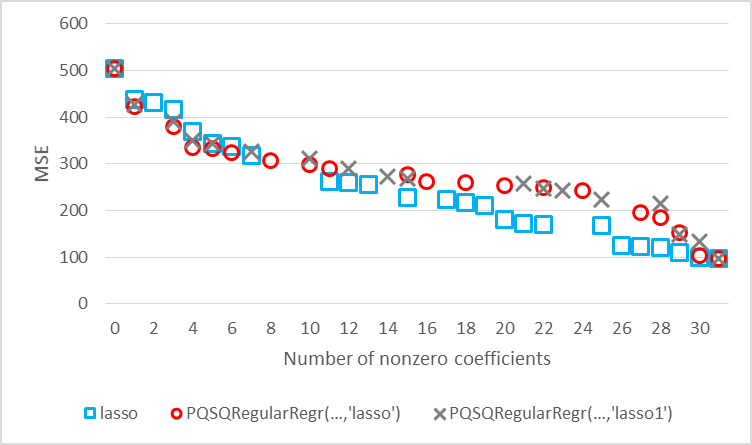 600
500
400
300
200
100
0
MSE
0 2 4 6 8 10 12 14 16 18 20 22 24 26 28 30
Number of nonzero coefficients
lasso PQSQRegularRegr(...,'lasso') PQSQRegularRegr(...,'lasso1')